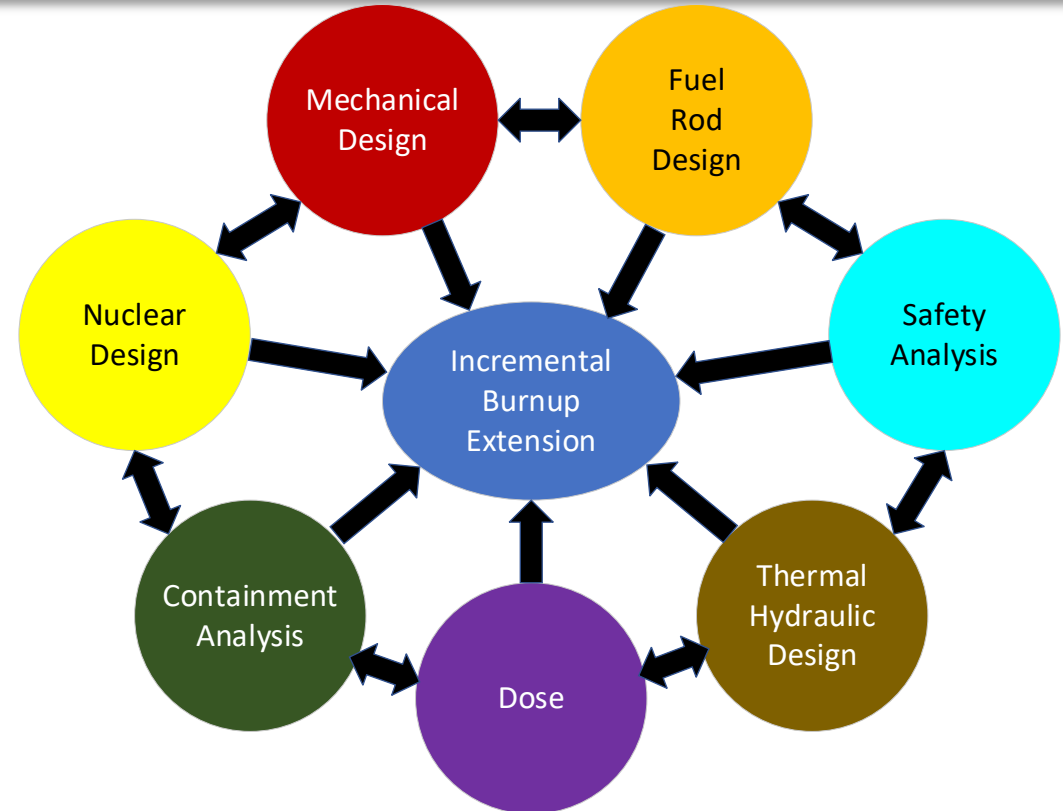 Mechanical
Design
Fuel
Rod
Design
Nuclear
Design
Safety
Analysis
Incremental
Burnup
Extension
Containment
Analysis
Thermal
Hydraulic
Design
Dose